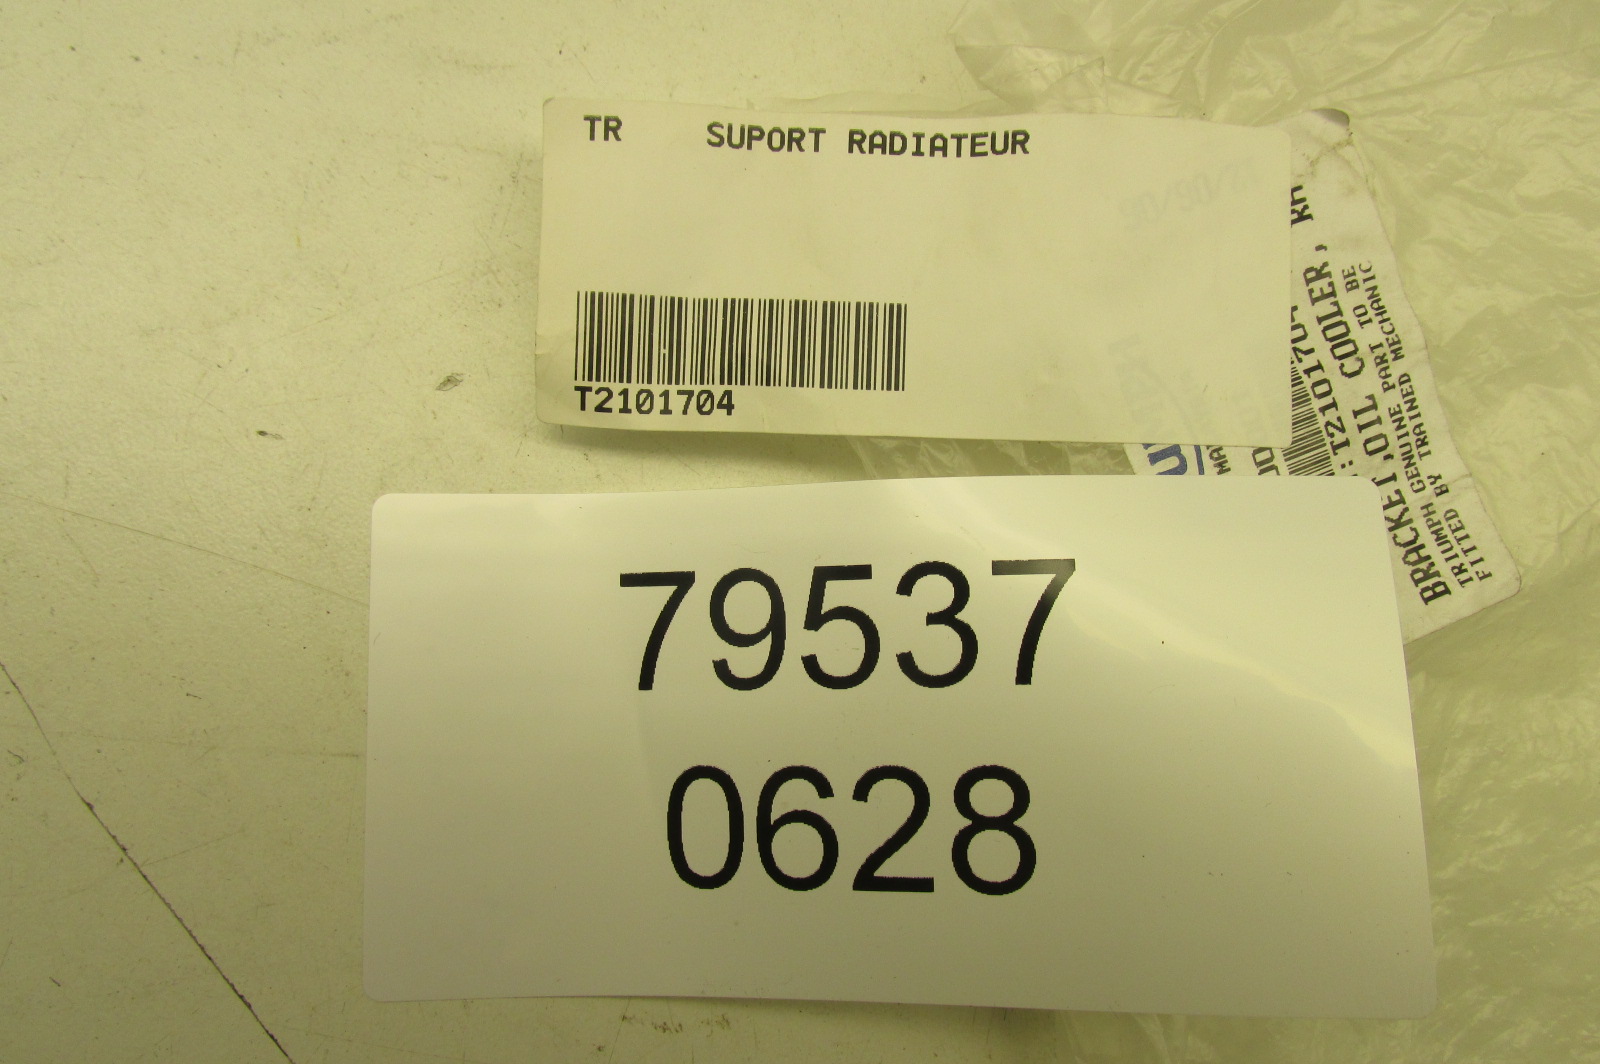 TR SUPORT RADIATEUR
T2101704
:T2101704
BRACKET,OIL COOLER, RH
TRIUMPH GENUINE PART TO BE
FITTED BY TRAINED MECHANIC
79537
0628